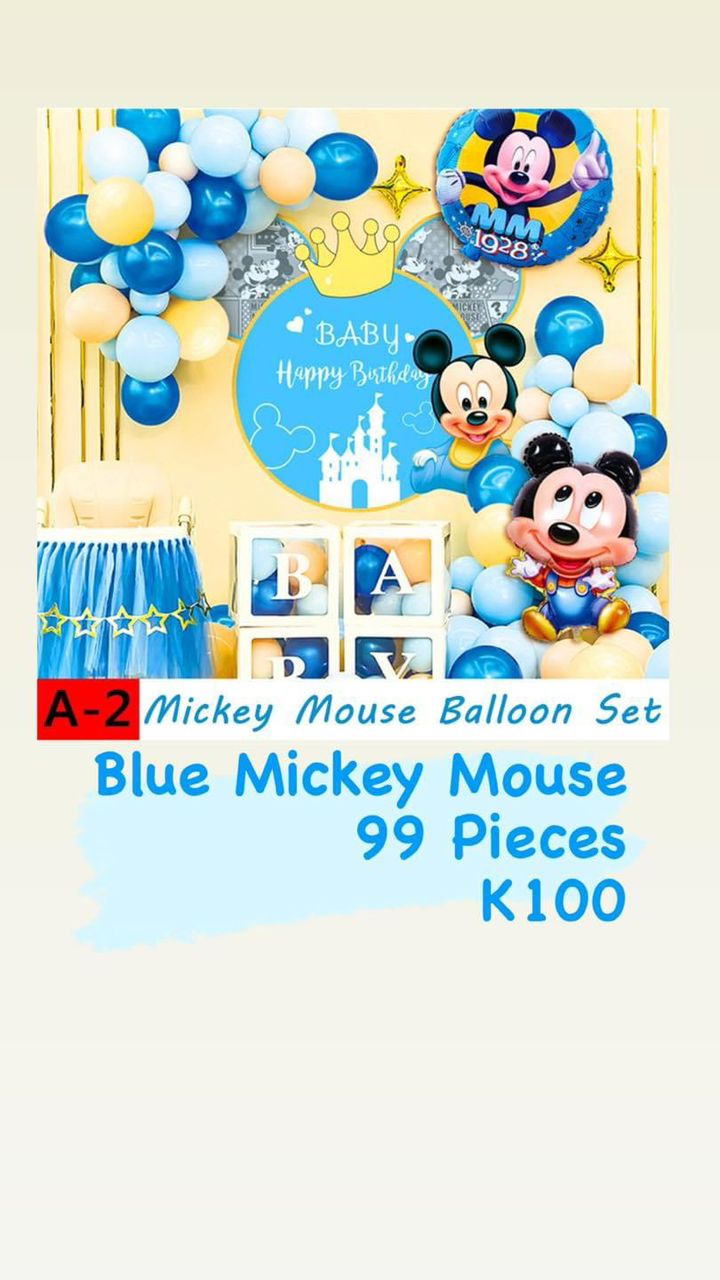 MM
1928
BABY
Happy Birthday
B A
B Y
A-2 Mickey Mouse Balloon Set
Blue Mickey Mouse
99 Pieces
K100